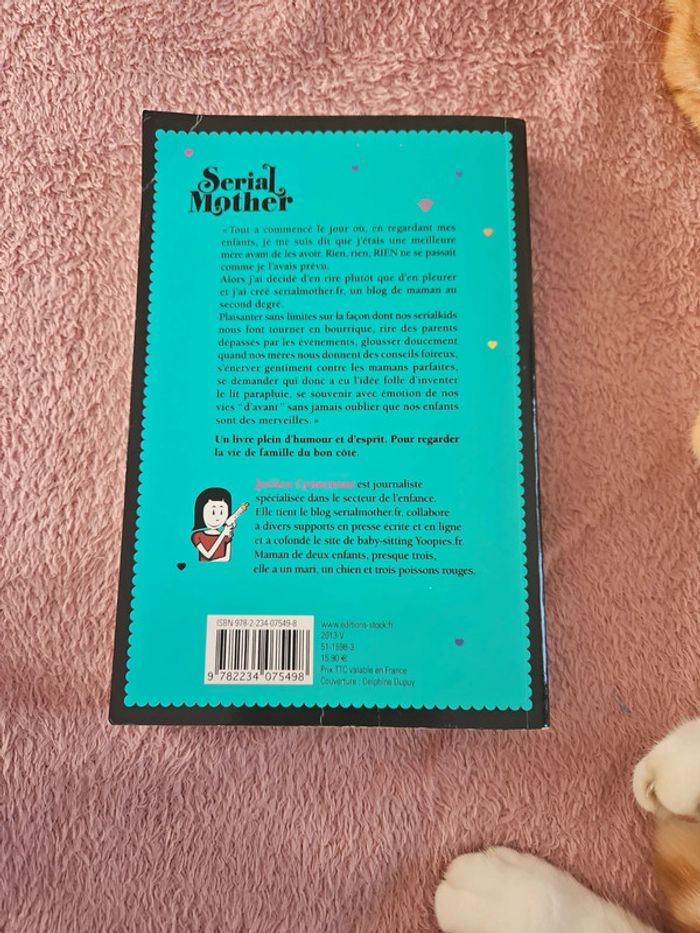 Serial
Mother
« Tout a commencé le jour où, en regardant mes
enfants, je me suis dit que j'étais une meilleure
mère avant de les avoir. Rien, rien, RIEN ne se passait
comme je l'avais prévu.
Alors j'ai décidé d'en rire plutôt que d'en pleurer
et j'ai créé serialmother.fr, un blog de maman au
second degré.
Plaisanter sans limites sur la façon dont nos serialkids
nous font tourner en bourrique, rire des parents
dépassés par les événements, glousser doucement
quand nos mères nous donnent des conseils foireux,
s'énerver gentiment contre les mamans parfaites,
se demander qui donc a eu l'idée folle d'inventer
le lit parapluie, se souvenir avec émotion de nos
vies "d'avant" sans jamais oublier que nos enfants
sont des merveilles. »
Un livre plein d'humour et d'esprit. Pour regarder
la vie de famille du bon côté.
est journaliste
spécialisée dans le secteur de l'enfance.
Elle tient le blog serialmother.fr, collabore
à divers supports en presse écrite et en ligne
et a cofondé le site de baby-sitting Yoopies.fr.
Maman de deux enfants, presque trois,
elle a un mari, un chien et trois poissons rouges.
ISBN 978-2-234-07549-8
9 782234 075498
www.editions-stock.fr
2013-V
51-1598-3
15,90 €
Prix TTC valable en France
Couverture : Delphine Dupuy